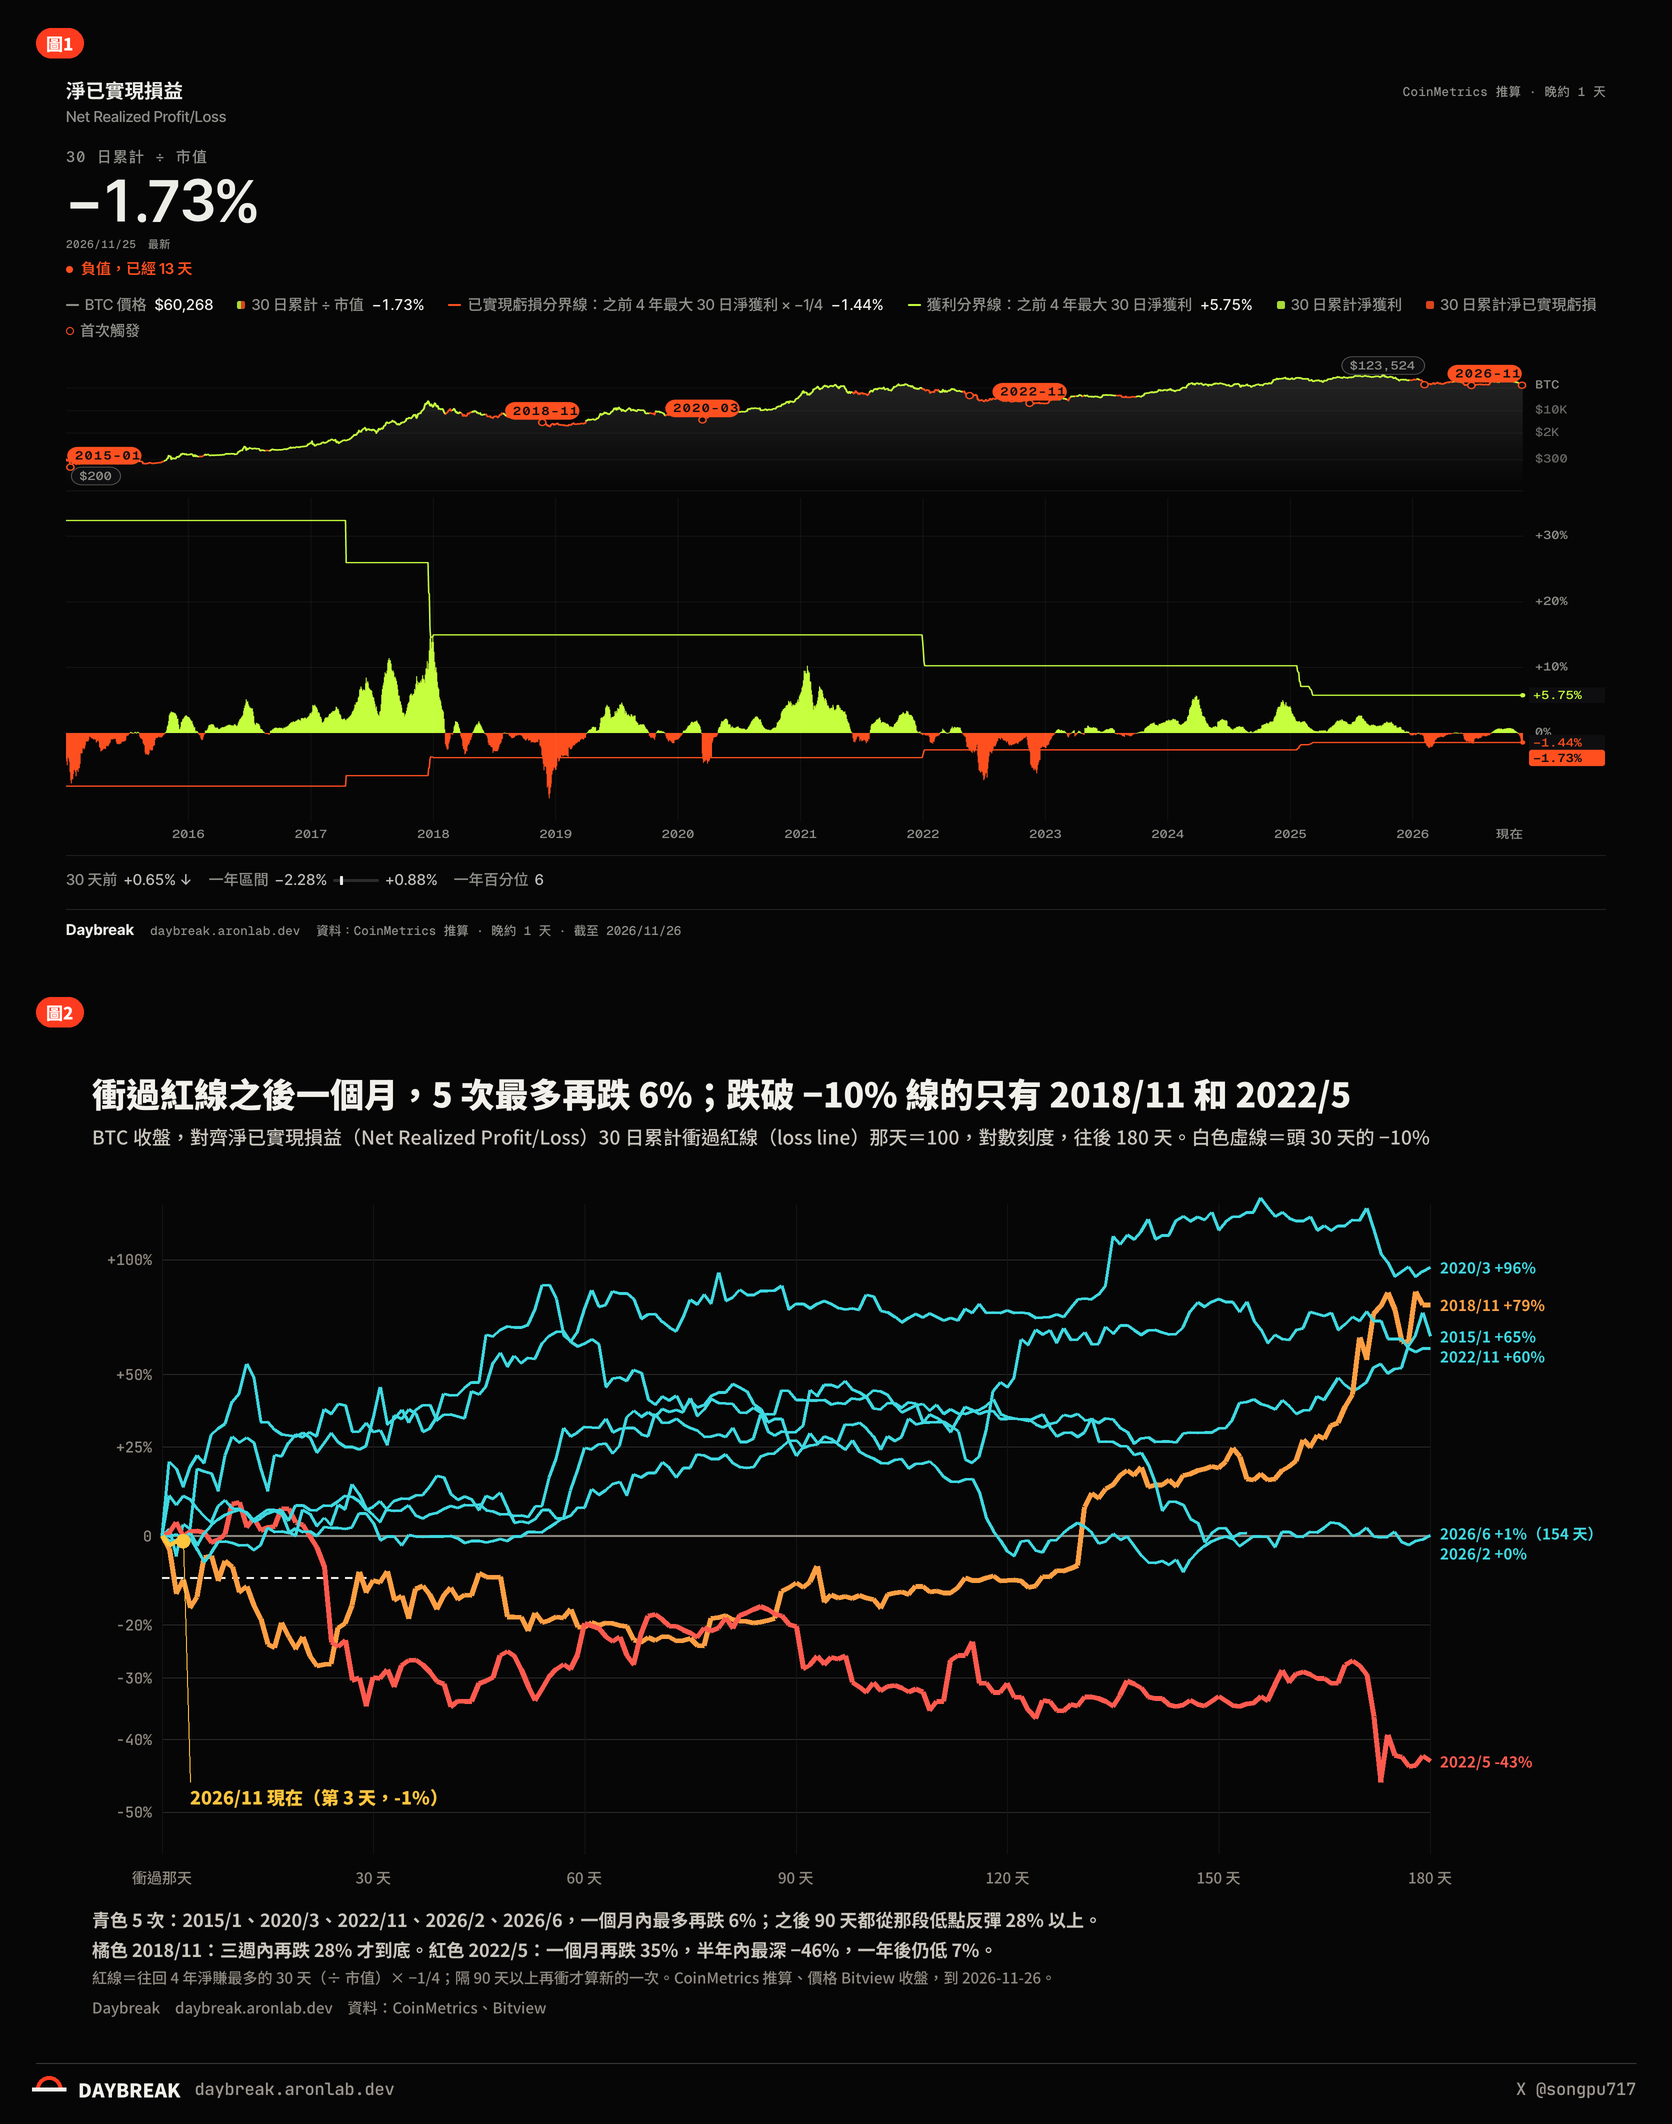 圖1
淨已實現損益
CoinMetrics 推算 · 晚約 1 天
Net Realized Profit/Loss
30 日累計 ÷ 市值
−1.73%
2026/11/25 最新
負值，已經 13 天
BTC 價格 $60,268 30 日累計 ÷ 市值 −1.73% 已實現虧損分界線：之前 4 年最大 30 日淨獲利 × −1/4 −1.44% 獲利分界線：之前 4 年最大 30 日淨獲利 +5.75% 30 日累計淨獲利 30 日累計淨已實現虧損
首次觸發
$123,524
2026-11
2022-11
BTC
2018-11
2020-03
$10K
$2K
2015-01
$300
$200
+30%
+20%
+10%
+5.75%
0%
−1.44%
−1.73%
2016 2017 2018 2019 2020 2021 2022 2023 2024 2025 2026 現在
30 天前 +0.65% ↓ 一年區間 −2.28% +0.88% 一年百分位 6
Daybreak daybreak.aronlab.dev 資料：CoinMetrics 推算 · 晚約 1 天 · 截至 2026/11/26
圖2
衝過紅線之後一個月，5 次最多再跌 6%；跌破 −10% 線的只有 2018/11 和 2022/5
BTC 收盤，對齊淨已實現損益（Net Realized Profit/Loss）30 日累計衝過紅線（loss line）那天＝100，對數刻度，往後 180 天。白色虛線＝頭 30 天的 −10%
+100%
2020/3 +96%
2018/11 +79%
2015/1 +65%
2022/11 +60%
+50%
+25%
0
2026/6 +1%（154 天）
2026/2 +0%
-20%
-30%
-40%
2022/5 -43%
2026/11 現在（第 3 天，-1%）
-50%
衝過那天 30 天 60 天 90 天 120 天 150 天 180 天
青色 5 次：2015/1、2020/3、2022/11、2026/2、2026/6，一個月內最多再跌 6%；之後 90 天都從那段低點反彈 28% 以上。
橘色 2018/11：三週內再跌 28% 才到底。紅色 2022/5：一個月再跌 35%，半年內最深 −46%，一年後仍低 7%。
紅線＝往回 4 年淨賺最多的 30 天（÷ 市值）× −1/4；隔 90 天以上再衝才算新的一次。CoinMetrics 推算、價格 Bitview 收盤，到 2026-11-26。
Daybreak daybreak.aronlab.dev 資料：CoinMetrics、Bitview
DAYBREAK daybreak.aronlab.dev
X @songpu717